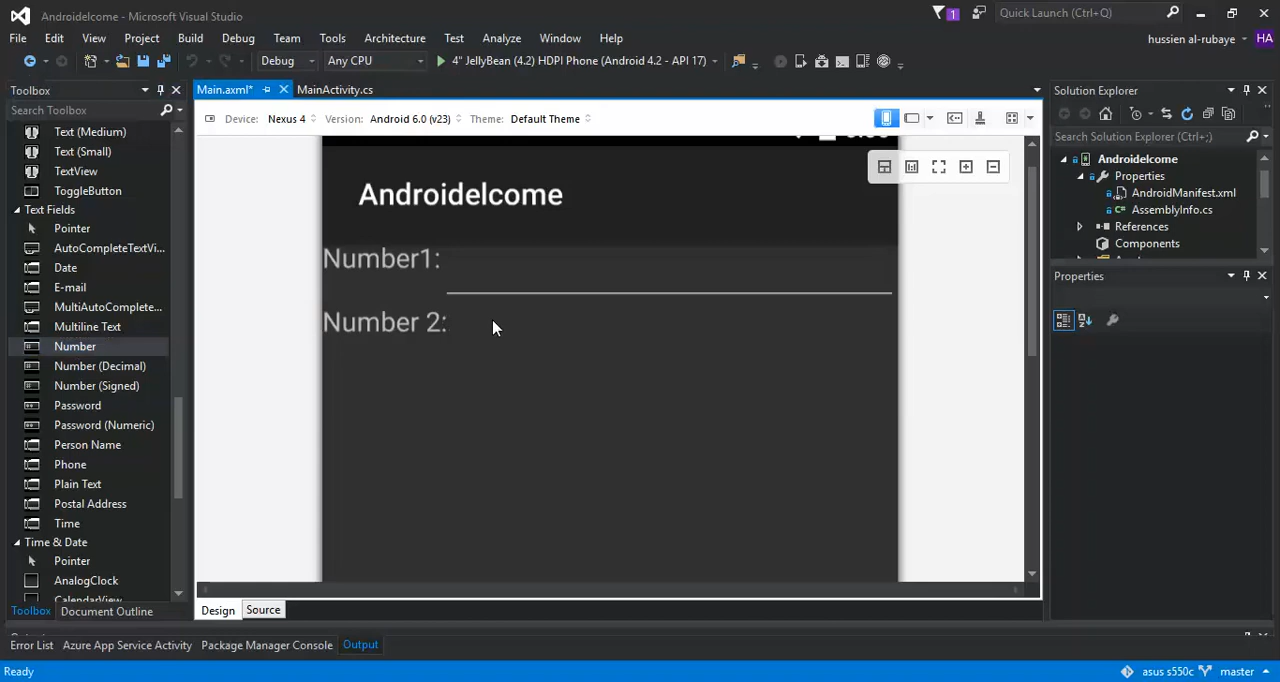 Androidelcome - Microsoft Visual Studio
1
Quick Launch (Ctrl+Q)
File Edit View Project Build Debug Team Tools Architecture Test Analyze Window Help
hussien al-rubaye
HA
Debug
Any CPU
4" JellyBean (4.2) HDPI Phone (Android 4.2 - API 17)
Toolbox
Search Toolbox
Text (Medium)
Text (Small)
TextView
ToggleButton
Text Fields
Pointer
AutoCompleteTextVi...
Date
E-mail
MultiAutoComplete...
Multiline Text
Number
Number (Decimal)
Number (Signed)
Password
Password (Numeric)
Person Name
Phone
Plain Text
Postal Address
Time
Time & Date
Pointer
AnalogClock
CalendarView
Toolbox
Document Outline
Main.axml*
MainActivity.cs
Device: Nexus 4
Version: Android 6.0 (v23)
Theme: Default Theme
Androidelcome
Number1:
Number 2:
Design
Source
Solution Explorer
Search Solution Explorer (Ctrl+;)
Androidelcome
Properties
AndroidManifest.xml
AssemblyInfo.cs
References
Components
Properties
Error List
Azure App Service Activity
Package Manager Console
Output
Ready
asus s550c
master